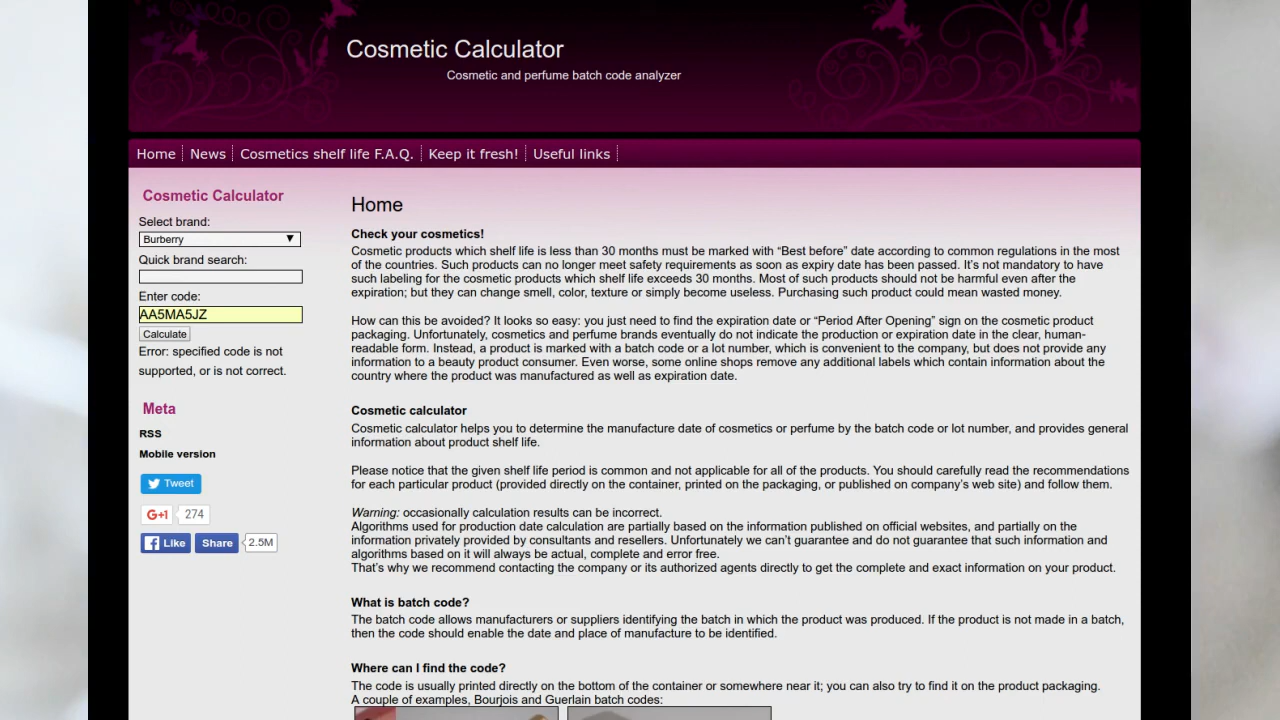 Cosmetic Calculator
Cosmetic and perfume batch code analyzer
Home
News
Cosmetics shelf life F.A.Q.
Keep it fresh!
Useful links
Cosmetic Calculator
Select brand:
Burberry
Quick brand search:
Enter code:
AA5MA5JZ
Calculate
Error: specified code is not
supported, or is not correct.
Meta
RSS
Mobile version
Tweet
G+1 274
Like Share 2.5M
Home
Check your cosmetics!
Cosmetic products which shelf life is less than 30 months must be marked with “Best before” date according to common regulations in the most
of the countries. Such products can no longer meet safety requirements as soon as expiry date has been passed. It’s not mandatory to have
such labeling for the cosmetic products which shelf life exceeds 30 months. Most of such products should not be harmful even after the
expiration; but they can change smell, color, texture or simply become useless. Purchasing such product could mean wasted money.
How can this be avoided? It looks so easy: you just need to find the expiration date or “Period After Opening” sign on the cosmetic product
packaging. Unfortunately, cosmetics and perfume brands eventually do not indicate the production or expiration date in the clear, human-
readable form. Instead, a product is marked with a batch code or a lot number, which is convenient to the company, but does not provide any
information to a beauty product consumer. Even worse, some online shops remove any additional labels which contain information about the
country where the product was manufactured as well as expiration date.
Cosmetic calculator
Cosmetic calculator helps you to determine the manufacture date of cosmetics or perfume by the batch code or lot number, and provides general
information about product shelf life.
Please notice that the given shelf life period is common and not applicable for all of the products. You should carefully read the recommendations
for each particular product (provided directly on the container, printed on the packaging, or published on company’s web site) and follow them.
Warning: occasionally calculation results can be incorrect.
Algorithms used for production date calculation are partially based on the information published on official websites, and partially on the
information privately provided by consultants and resellers. Unfortunately we can’t guarantee and do not guarantee that such information and
algorithms based on it will always be actual, complete and error free.
That’s why we recommend contacting the company or its authorized agents directly to get the complete and exact information on your product.
What is batch code?
The batch code allows manufacturers or suppliers identifying the batch in which the product was produced. If the product is not made in a batch,
then the code should enable the date and place of manufacture to be identified.
Where can I find the code?
The code is usually printed directly on the bottom of the container or somewhere near it; you can also try to find it on the product packaging.
A couple of examples, Bourjois and Guerlain batch codes: